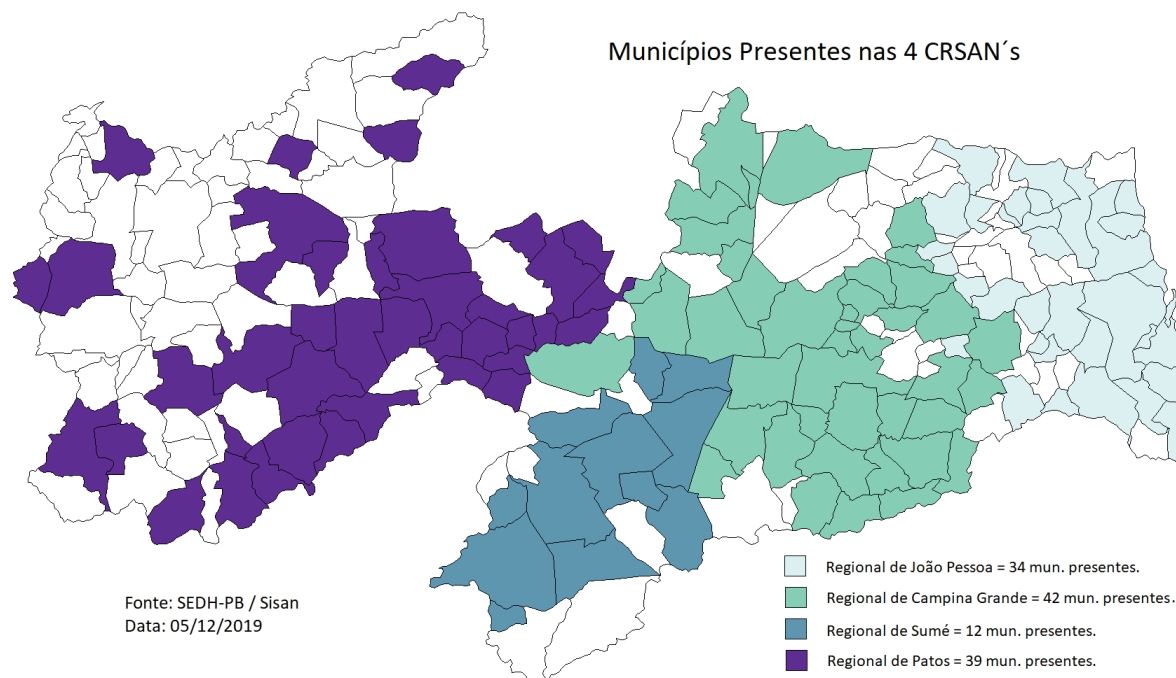 Municípios Presentes nas 4 CRSAN´s
Regional de João Pessoa = 34 mun. presentes.
Regional de Campina Grande = 42 mun. presentes.
Regional de Sumé = 12 mun. presentes.
Regional de Patos = 39 mun. presentes.
Fonte: SEDH-PB / Sisan
Data: 05/12/2019